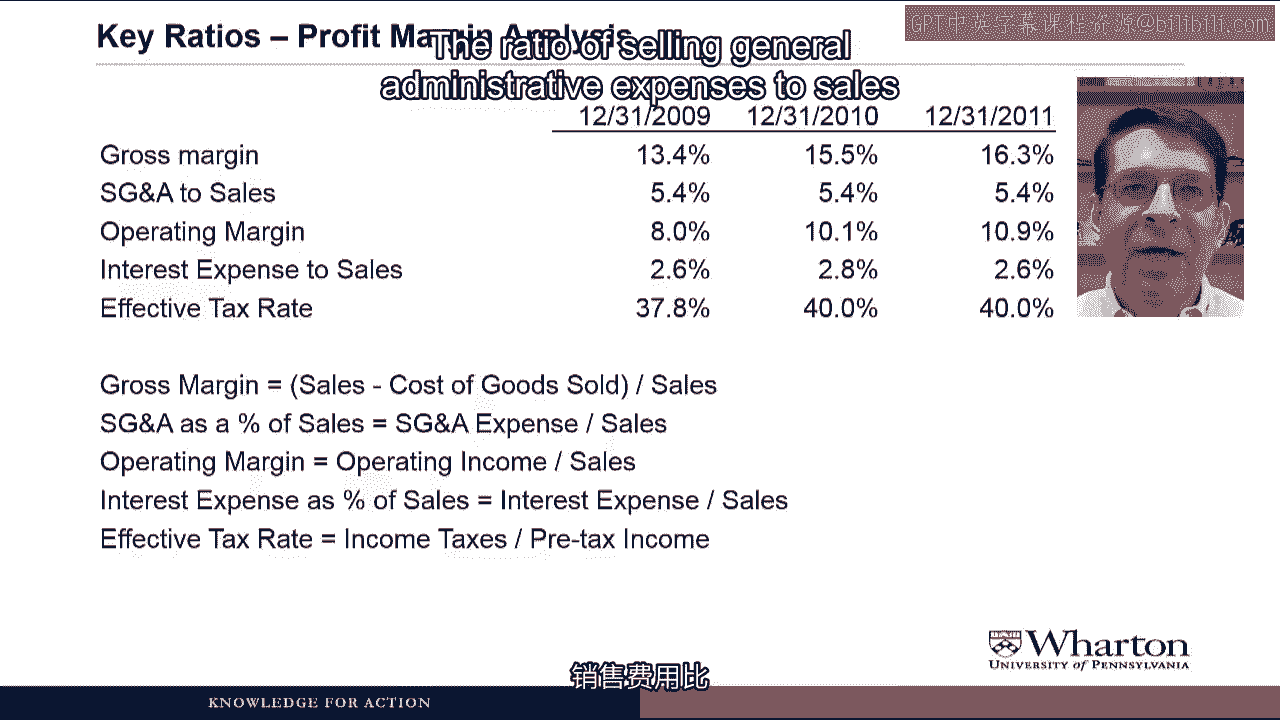 GPT中英字幕课程资源@bilibili.com
Key Ratios – Profit Margin Analysis
The ratio of selling general
administrative expenses to sales
12/31/2009 12/31/2010 12/31/2011
Gross margin 13.4% 15.5% 16.3%
SG&A to Sales 5.4% 5.4% 5.4%
Operating Margin 8.0% 10.1% 10.9%
Interest Expense to Sales 2.6% 2.8% 2.6%
Effective Tax Rate 37.8% 40.0% 40.0%
Gross Margin = (Sales - Cost of Goods Sold) / Sales
SG&A as a % of Sales = SG&A Expense / Sales
Operating Margin = Operating Income / Sales
Interest Expense as % of Sales = Interest Expense / Sales
Effective Tax Rate = Income Taxes / Pre-tax Income
Wharton
UNIVERSITY of PENNSYLVANIA
销售费用比
KNOWLEDGE FOR ACTION